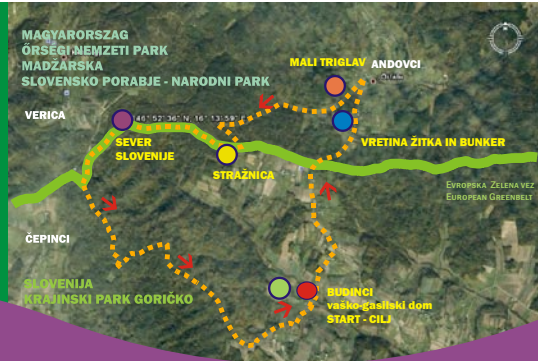 MAGYARORSZAG
ŐRSEGI NEMZETI PARK
MADŽARSKA
SLOVENSKO PORABJE - NARODNI PARK
MALI TRIGLAV
ANDOVCI
VERICA
46° 52' 36" N, 16° 13' 59" E
SEVER
SLOVENIJE
VRETINA ŽITKA IN BUNKER
STRAŽNICA
EVROPSKA ZELENA VEZ
EUROPEAN GREENBELT
ČEPINCI
SLOVENIJA
KRAJINSKI PARK GORIČKO
BUDINCI
vaško-gasilski dom
START - CILJ